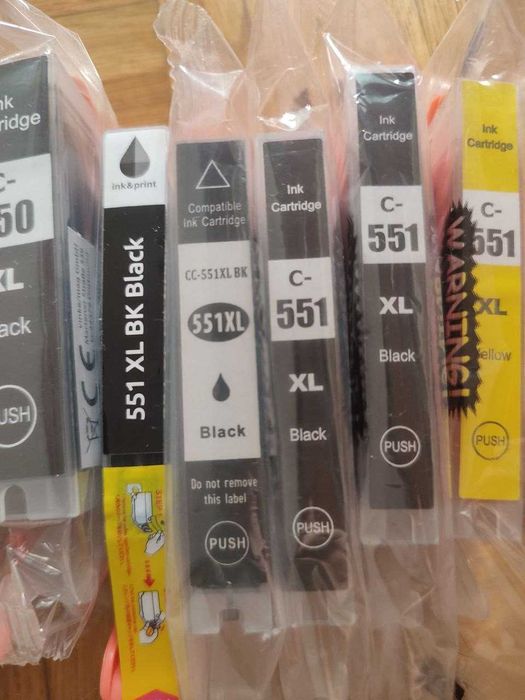 Ink
Cartridge
C-
550
XL
Black
PUSH
CE
ink&print
551 XL BK Black
Compatible
Ink Cartridge
CC-551XL BK
551XL
Black
Do not remove
this label
PUSH
Ink
Cartridge
C-
551
XL
Black
PUSH
Ink
Cartridge
C-
551
XL
Black
PUSH
Ink
Cartridge
C-
551
XL
Yellow
PUSH
WARNING!